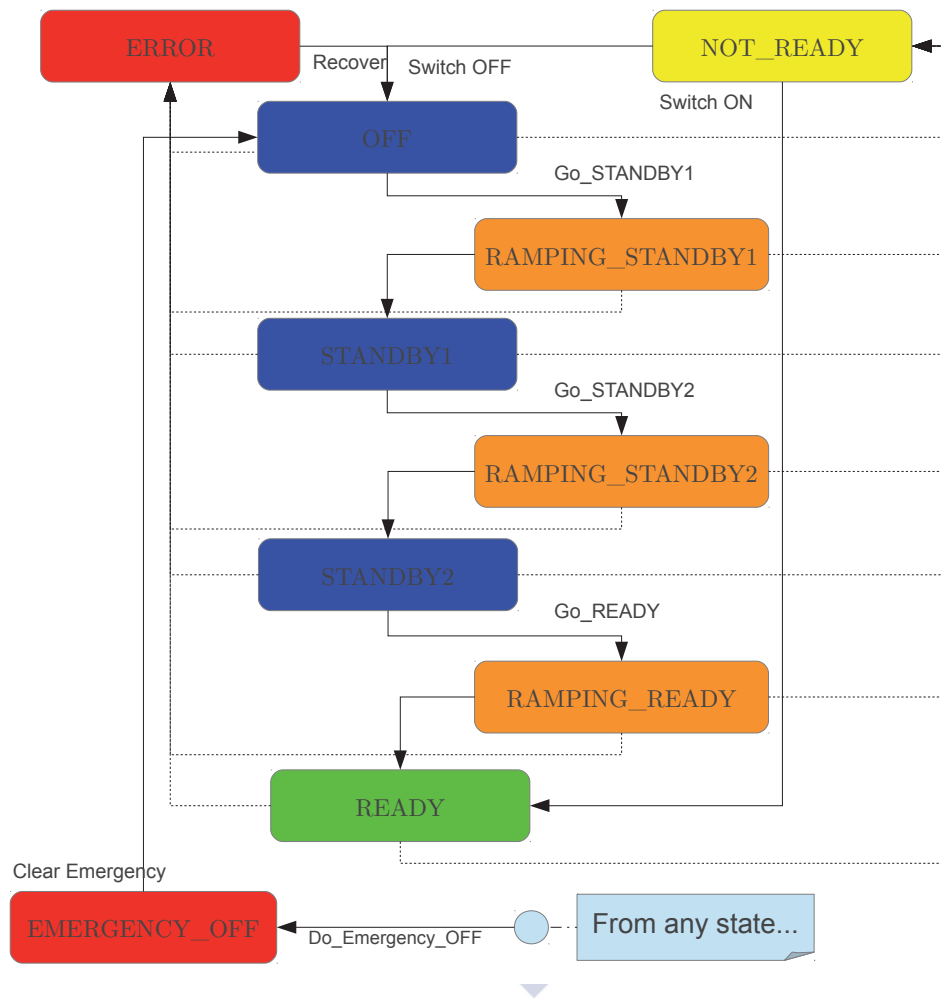 ERROR
NOT_READY
Recover
Switch OFF
Switch ON
OFF
Go_STANDBY1
RAMPING_STANDBY1
STANDBY1
Go_STANDBY2
RAMPING_STANDBY2
STANDBY2
Go_READY
RAMPING_READY
READY
Clear Emergency
EMERGENCY_OFF
Do_Emergency_OFF
From any state...